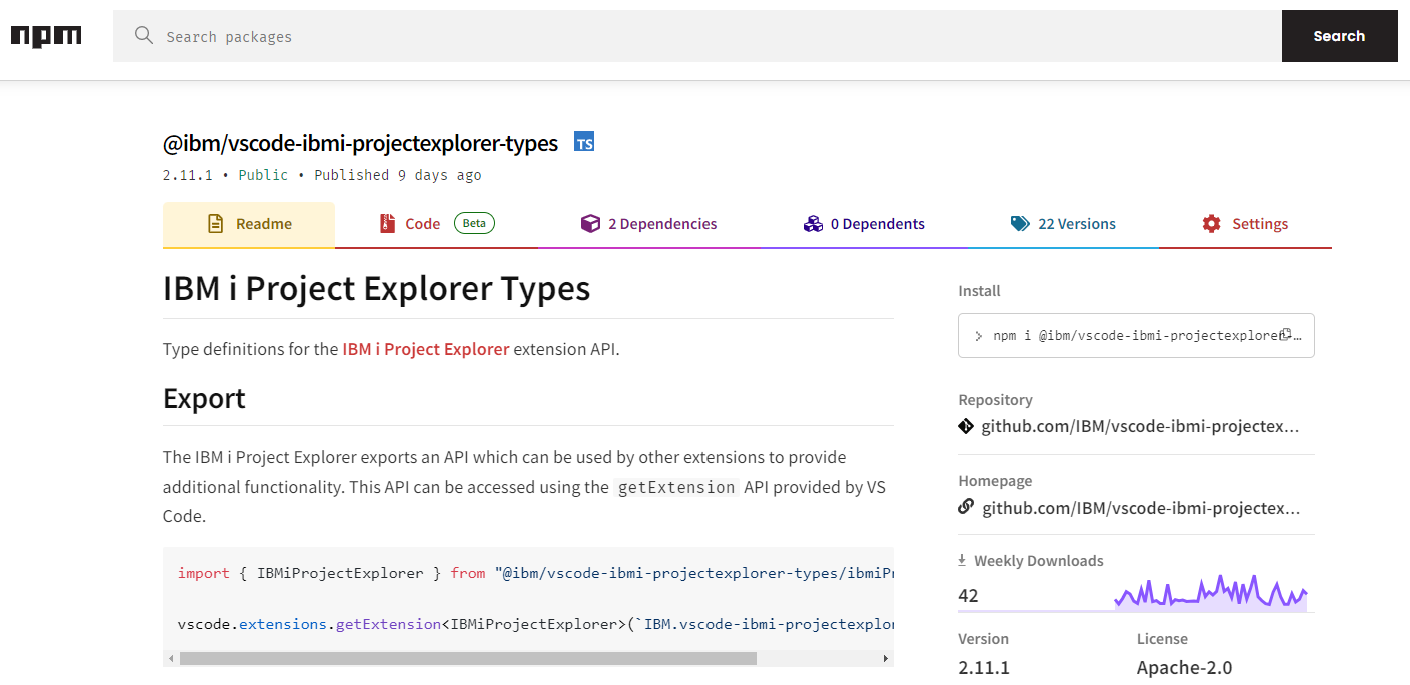 npm
Search packages
Search
@ibm/vscode-ibmi-projectexplorer-types
TS
2.11.1 • Public • Published 9 days ago
Readme
Code Beta
2 Dependencies
0 Dependents
22 Versions
Settings
IBM i Project Explorer Types
Type definitions for the IBM i Project Explorer extension API.
Export
The IBM i Project Explorer exports an API which can be used by other extensions to provide
additional functionality. This API can be accessed using the getExtension API provided by VS
Code.
import { IBMiProjectExplorer } from "@ibm/vscode-ibmi-projectexplorer-types/ibmiPr
vscode.extensions.getExtension<IBMiProjectExplorer>(`IBM.vscode-ibmi-projectexplor
Install
> npm i @ibm/vscode-ibmi-projectexplorer…
Repository
github.com/IBM/vscode-ibmi-projectex…
Homepage
github.com/IBM/vscode-ibmi-projectex…
Weekly Downloads
42
Version
2.11.1
License
Apache-2.0